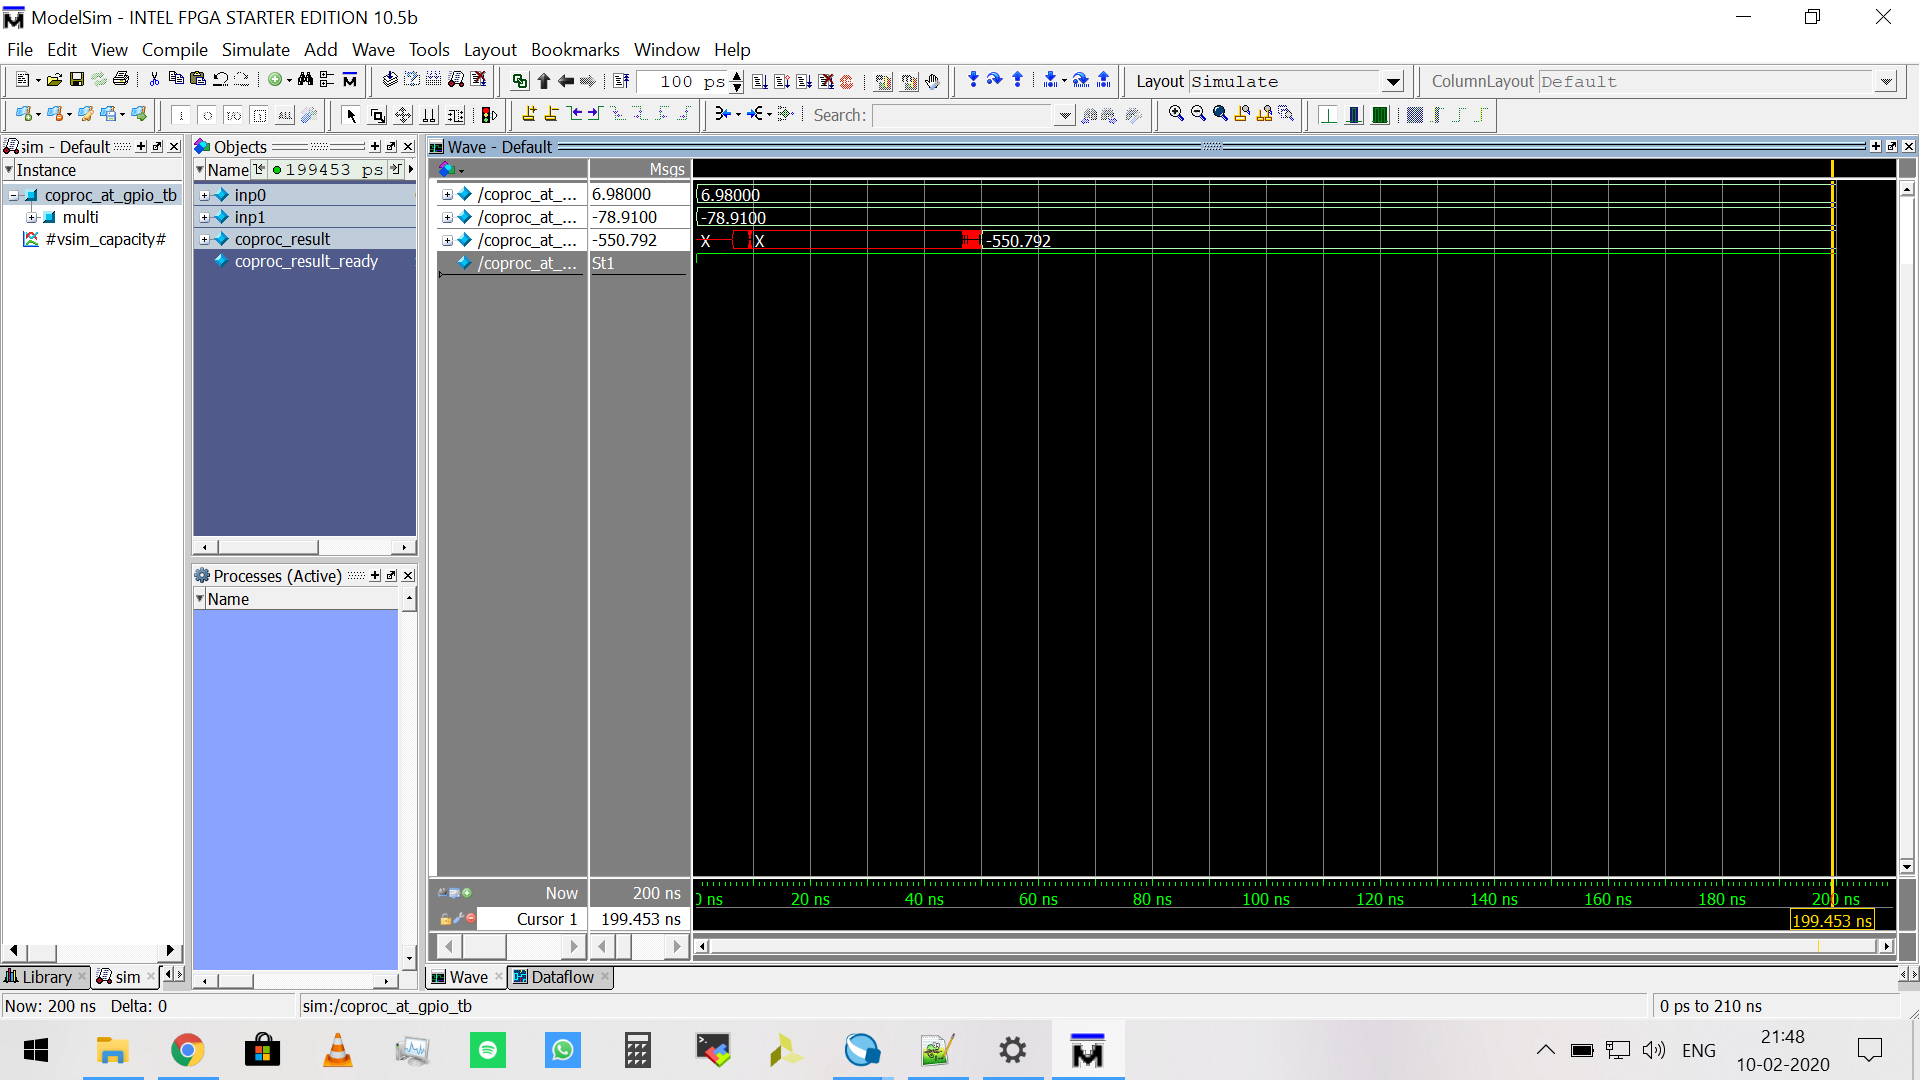 ModelSim - INTEL FPGA STARTER EDITION 10.5b
File Edit View Compile Simulate Add Wave Tools Layout Bookmarks Window Help
100 ps
Layout Simulate
ColumnLayout Default
Search:
sim - Default
Instance
coproc_at_gpio_tb
multi
#vsim_capacity#
Objects
Name 199453 ps
inp0
inp1
coproc_result
coproc_result_ready
Processes (Active)
Name
Wave - Default
Msgs
/coproc_at_... 6.98000 6.98000
/coproc_at_... -78.9100 -78.9100
/coproc_at_... -550.792 X X -550.792
/coproc_at_... St1
Now 200 ns
0 ns 20 ns 40 ns 60 ns 80 ns 100 ns 120 ns 140 ns 160 ns 180 ns 200 ns
Cursor 1 199.453 ns
199.453 ns
Library sim
Wave Dataflow
Now: 200 ns Delta: 0
sim:/coproc_at_gpio_tb
0 ps to 210 ns
ENG
21:48
10-02-2020